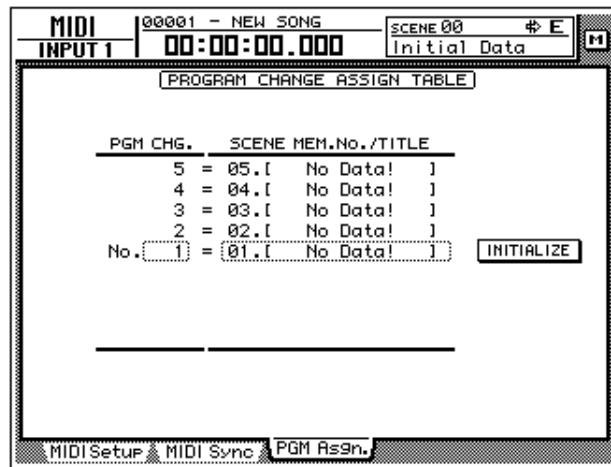 MIDI
INPUT 1
00001 - NEW SONG
00:00:00.000
SCENE 00
E
Initial Data
M
PROGRAM CHANGE ASSIGN TABLE
PGM CHG. SCENE MEM.No./TITLE
5 = 05.[ No Data! ]
4 = 04.[ No Data! ]
3 = 03.[ No Data! ]
2 = 02.[ No Data! ]
No. 1 = 01.[ No Data! ]
INITIALIZE
MIDI Setup MIDI Sync PGM Asgn.